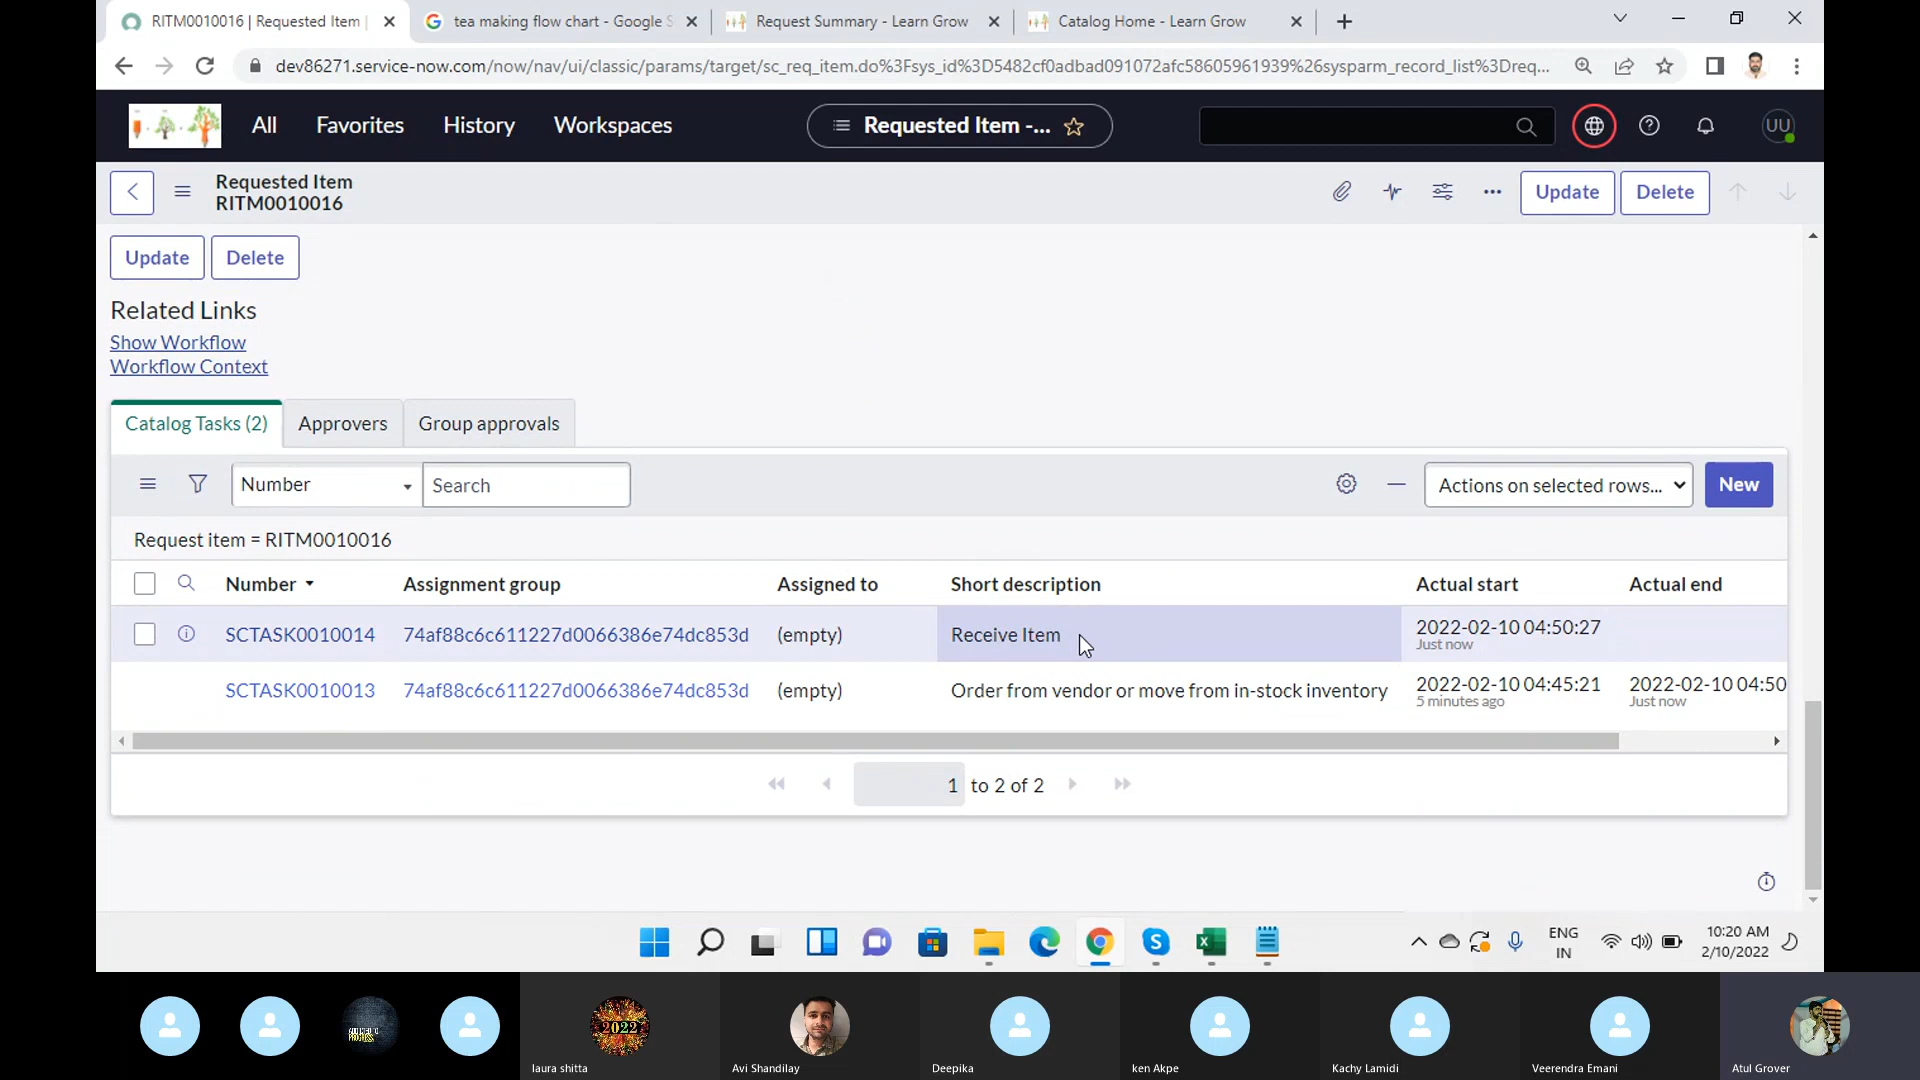 RITM0010016 | Requested Item |
tea making flow chart - Google S
Request Summary - Learn Grow
Catalog Home - Learn Grow
dev86271.service-now.com/now/nav/ui/classic/params/target/sc_req_item.do%3Fsys_id%3D5482cf0adbad091072afc58605961939%26sysparm_record_list%3Dreq...
All
Favorites
History
Workspaces
Requested Item -...
UU
Requested Item
RITM0010016
Update
Delete
Update
Delete
Related Links
Show Workflow
Workflow Context
Catalog Tasks (2)
Approvers
Group approvals
Number
Search
Actions on selected rows...
New
Request item = RITM0010016
Number
Assignment group
Assigned to
Short description
Actual start
Actual end
SCTASK0010014
74af88c6c611227d0066386e74dc853d
(empty)
Receive Item
2022-02-10 04:50:27
Just now
SCTASK0010013
74af88c6c611227d0066386e74dc853d
(empty)
Order from vendor or move from in-stock inventory
2022-02-10 04:45:21
5 minutes ago
2022-02-10 04:50
Just now
1 to 2 of 2
ENG
IN
10:20 AM
2/10/2022
2022
laura shitta
Avi Shandilay
Deepika
ken Akpe
Kachy Lamidi
Veerendra Emani
Atul Grover